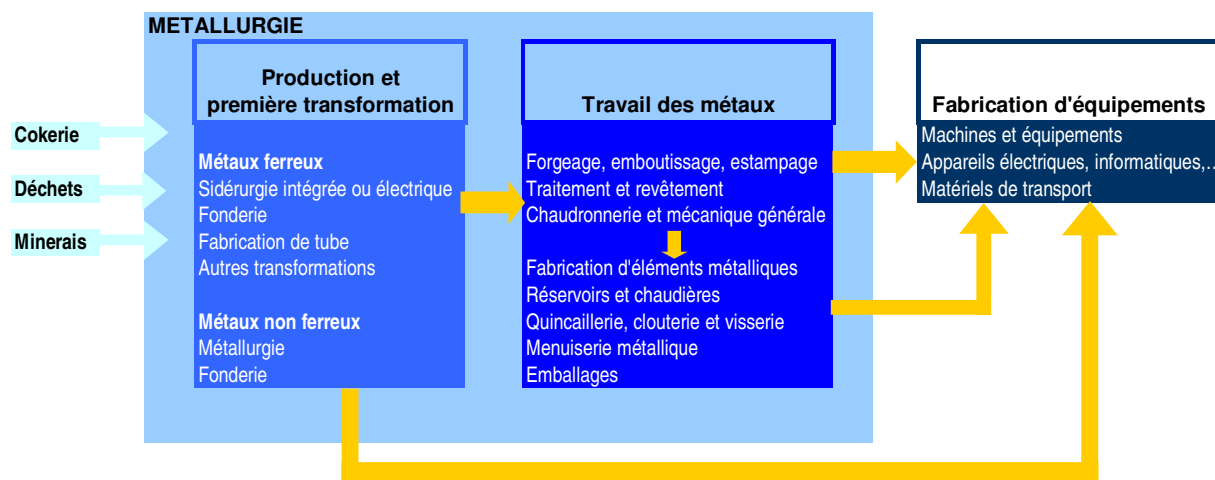 METALLURGIE
Cokerie
Déchets
Minerais
Production et
première transformation
Métaux ferreux
Sidérurgie intégrée ou électrique
Fonderie
Fabrication de tube
Autres transformations
Métaux non ferreux
Métallurgie
Fonderie
Travail des métaux
Forgeage, emboutissage, estampage
Traitement et revêtement
Chaudronnerie et mécanique générale
Fabrication d'éléments métalliques
Réservoirs et chaudières
Quincaillerie, clouterie et visserie
Menuiserie métallique
Emballages
Fabrication d'équipements
Machines et équipements
Appareils électriques, informatiques,...
Matériels de transport